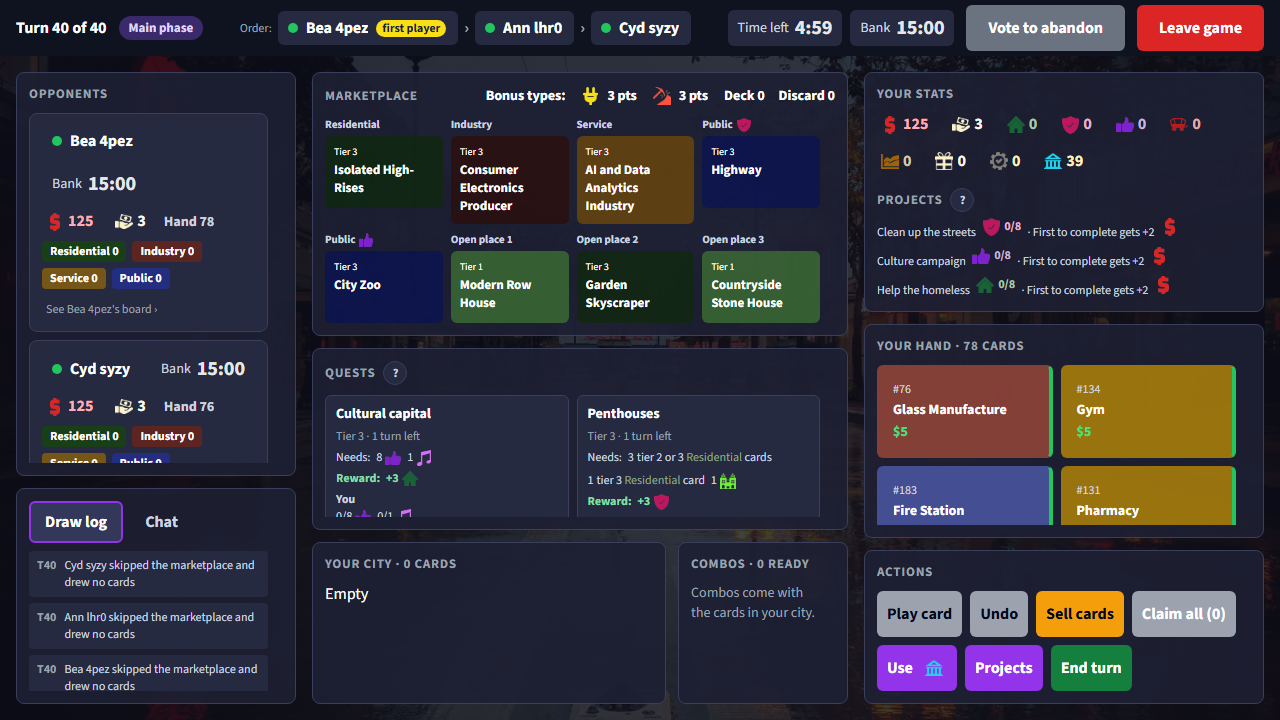 Turn 40 of 40 Main phase Order: Bea 4pez first player › Ann lhr0 › Cyd syzy Time left 4:59 Bank 15:00 Vote to abandon Leave game
OPPONENTS
Bea 4pez
Bank 15:00
125 3 Hand 78
Residential 0 Industry 0
Service 0 Public 0
See Bea 4pez's board ›
Cyd syzy Bank 15:00
125 3 Hand 76
Residential 0 Industry 0
Service 0 Public 0
Draw log Chat
T40 Cyd syzy skipped the marketplace and
drew no cards
T40 Ann lhr0 skipped the marketplace and
drew no cards
T40 Bea 4pez skipped the marketplace and
drew no cards
MARKETPLACE Bonus types: 3 pts 3 pts Deck 0 Discard 0
Residential Industry Service Public
Tier 3
Isolated High-
Rises
Tier 3
Consumer
Electronics
Producer
Tier 3
AI and Data
Analytics
Industry
Tier 3
Highway
Public Open place 1 Open place 2 Open place 3
Tier 3
City Zoo
Tier 1
Modern Row
House
Tier 3
Garden
Skyscraper
Tier 1
Countryside
Stone House
QUESTS ?
Cultural capital
Tier 3 · 1 turn left
Needs: 8 1
Reward: +3
You
0/8 0/1
Penthouses
Tier 3 · 1 turn left
Needs: 3 tier 2 or 3 Residential cards
1 tier 3 Residential card 1
Reward: +3
YOUR CITY · 0 CARDS
Empty
COMBOS · 0 READY
Combos come with
the cards in your city.
YOUR STATS
125 3 0 0 0 0
0 0 0 39
PROJECTS ?
Clean up the streets 0/8 · First to complete gets +2
Culture campaign 0/8 · First to complete gets +2
Help the homeless 0/8 · First to complete gets +2
YOUR HAND · 78 CARDS
#76
Glass Manufacture
$5
#134
Gym
$5
#183
Fire Station
#131
Pharmacy
ACTIONS
Play card Undo Sell cards Claim all (0)
Use Projects End turn